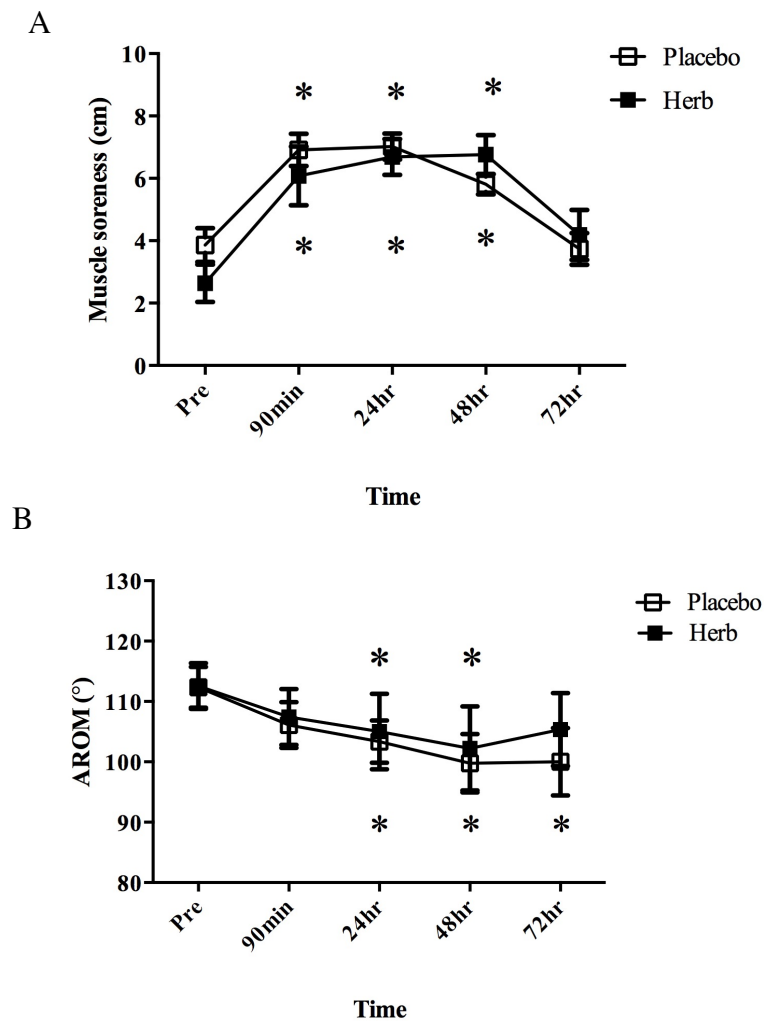 A
10
8
6
4
2
0
Muscle soreness (cm)
* * *
* * *
Placebo
Herb
Pre 90min 24hr 48hr 72hr
Time
B
130
120
110
100
90
80
AROM (°)
* *
* * *
Placebo
Herb
Pre 90min 24hr 48hr 72hr
Time